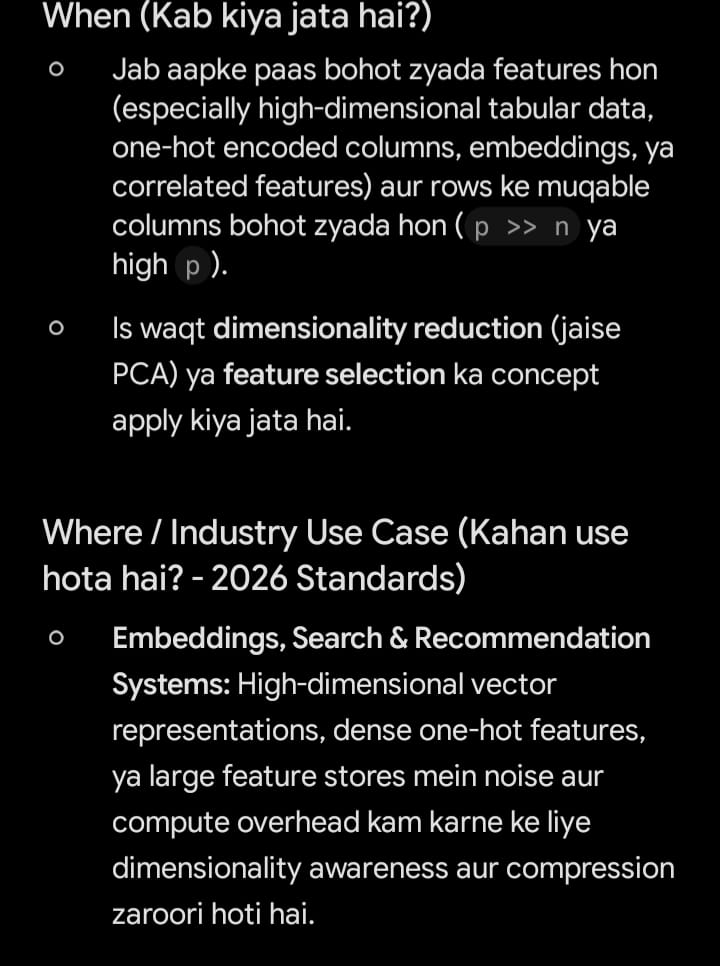 When (Kab kiya jata hai?)
Jab aapke paas bohot zyada features hon
(especially high-dimensional tabular data,
one-hot encoded columns, embeddings, ya
correlated features) aur rows ke muqable
columns bohot zyada hon ( p >> n ya
high p ).
Is waqt dimensionality reduction (jaise
PCA) ya feature selection ka concept
apply kiya jata hai.
Where / Industry Use Case (Kahan use
hota hai? - 2026 Standards)
Embeddings, Search & Recommendation
Systems: High-dimensional vector
representations, dense one-hot features,
ya large feature stores mein noise aur
compute overhead kam karne ke liye
dimensionality awareness aur compression
zaroori hoti hai.